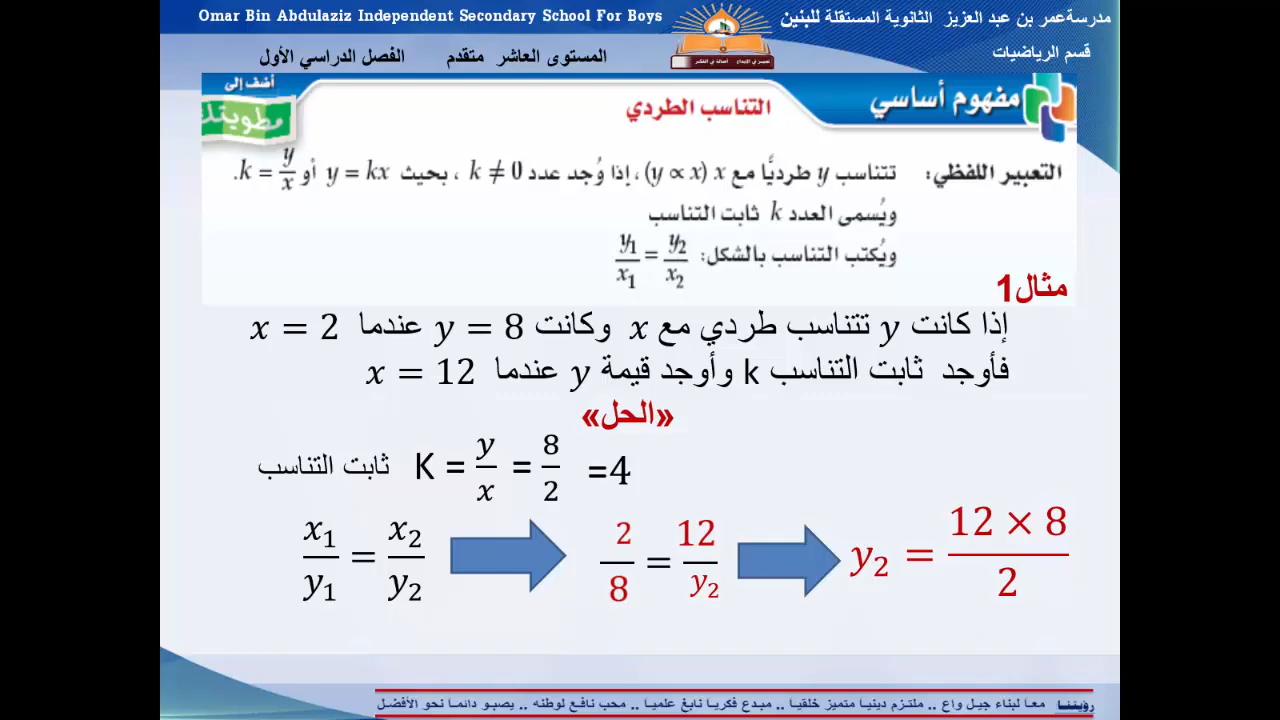 Omar Bin Abdulaziz Independent Secondary School For Boys
مدرسةعمر بن عبد العزيز الثانوية المستقلة للبنين
قسم الرياضيات
المستوى العاشر متقدم الفصل الدراسي الأول
أضف إلى
مطويتك
مفهوم أساسي
التناسب الطردي
التعبير اللفظي: تتناسب y طرديًّا مع x (y ∝ x)، إذا وُجد عدد k ≠ 0 ، بحيث y = kx أو k = y/x.
ويُسمى العدد k ثابت التناسب
ويُكتب التناسب بالشكل: y₁/x₁ = y₂/x₂
مثال1
إذا كانت y تتناسب طردي مع x وكانت y = 8 عندما x = 2
فأوجد ثابت التناسب k وأوجد قيمة y عندما x = 12
«الحل»
ثابت التناسب K = y/x = 8/2 =4
x₁/y₁ = x₂/y₂ 2/8 = 12/y₂ y₂ = 12 × 8/2
رؤيتنا معا لبناء جيل واع .. ملتزم دينيا متميز خلقيا .. مبدع فكريا نابغ علميا .. محب نافع لوطنه .. يصبو دائما نحو الأفضل